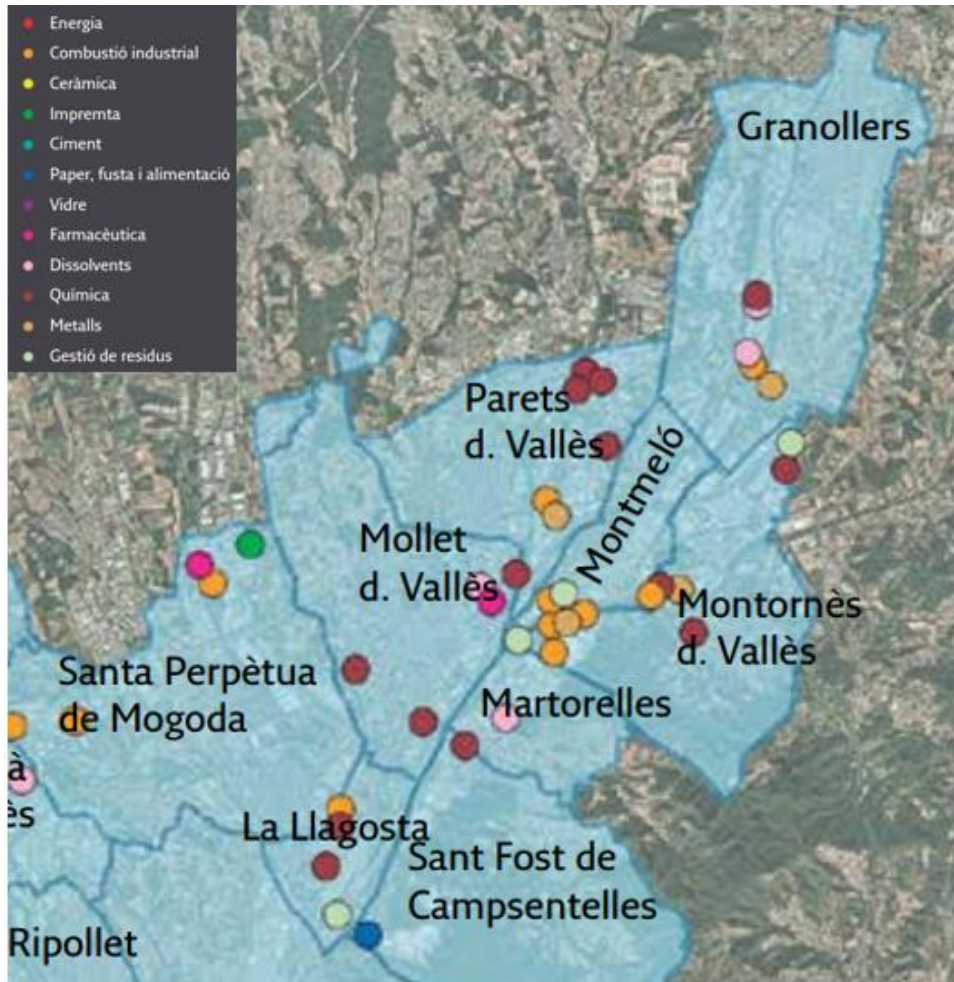 Energia
Combustió industrial
Ceràmica
Impremta
Ciment
Paper, fusta i alimentació
Vidre
Farmacèutica
Dissolvents
Química
Metalls
Gestió de residus
Granollers
Parets
d. Vallès
Montmeló
Mollet
d. Vallès
Montornès
d. Vallès
Santa Perpètua
de Mogoda
Martorelles
à
ès
La Llagosta
Sant Fost de
Campsentelles
Ripollet